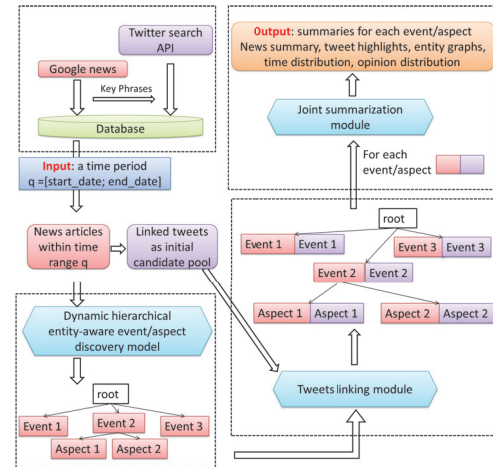 Twitter search
API
Google news
Key Phrases
Database
Input: a time period
q =[start_date; end_date]
News articles
within time
range q
Linked tweets
as initial
candidate pool
Dynamic hierarchical
entity-aware event/aspect
discovery model
root
Event 1
Event 2
Event 3
Aspect 1
Aspect 2
Output: summaries for each event/aspect
News summary, tweet highlights, entity graphs,
time distribution, opinion distribution
Joint summarization
module
For each
event/aspect
root
Event 1 Event 1
Event 3 Event 3
Event 2 Event 2
Aspect 1 Aspect 1
Aspect 2 Aspect 2
Tweets linking module